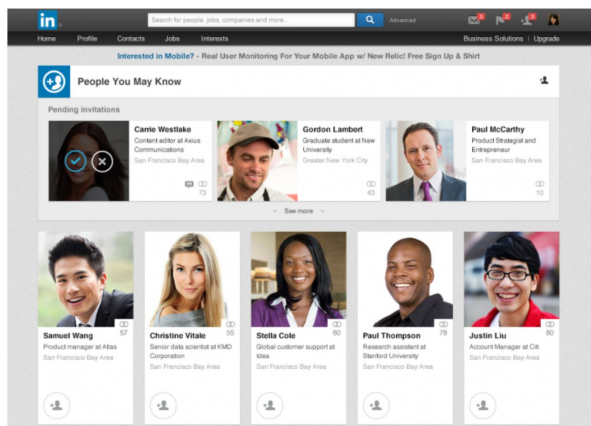 in
Search for people, jobs, companies and more...
Advanced
Home Profile Contacts Jobs Interests Business Solutions | Upgrade
Interested in Mobile? - Real User Monitoring For Your Mobile App w/ New Relic! Free Sign Up & Shirt
People You May Know
Pending invitations
Carrie Westlake
Content editor at Axius
Communications
San Francisco Bay Area
73
Gordon Lambert
Graduate student at New
University
Greater New York City
43
Paul McCarthy
Product Strategist and
Entrepreneur
San Francisco Bay Area
10
See more
57
Samuel Wang
Product manager at Atlas
San Francisco Bay Area
55
Christine Vitale
Senior data scientist at KMD
Corporation
San Francisco Bay Area
60
Stella Cole
Global customer support at
Idea
San Francisco Bay Area
78
Paul Thompson
Research assistant at
Stanford University
San Francisco Bay Area
80
Justin Liu
Account Manager at Citi
San Francisco Bay Area